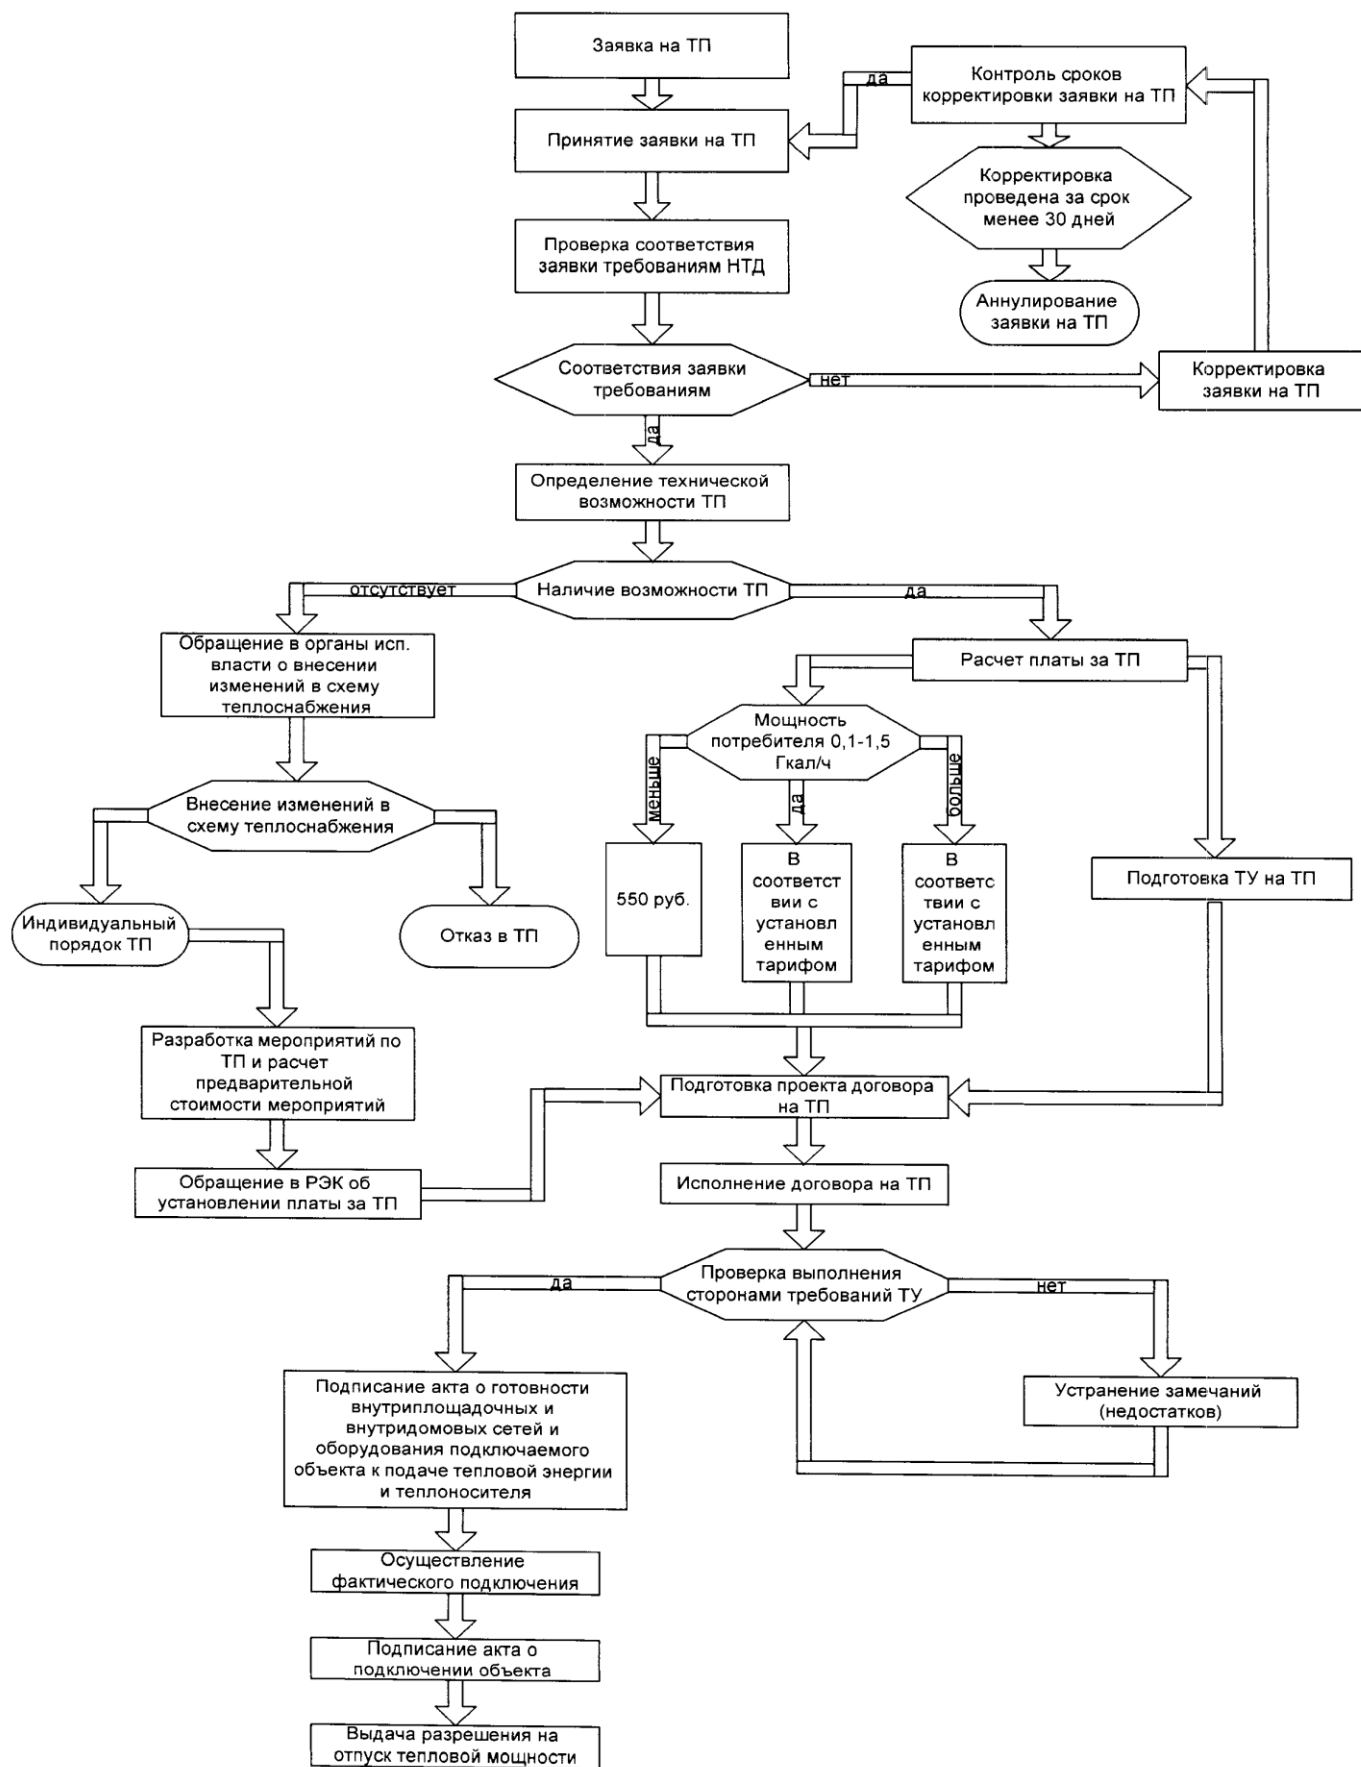 Заявка на ТП
Контроль сроков
корректировки заявки на ТП
да
Принятие заявки на ТП
Корректировка
проведена за срок
менее 30 дней
Проверка соответствия
заявки требованиям НТД
Аннулирование
заявки на ТП
Соответствия заявки
требованиям
нет
Корректировка
заявки на ТП
да
Определение технической
возможности ТП
отсутствует
Наличие возможности ТП
да
Обращение в органы исп.
власти о внесении
изменений в схему
теплоснабжения
Расчет платы за ТП
Мощность
потребителя 0,1-1,5
Гкал/ч
меньше
да
больше
Внесение изменений в
схему теплоснабжения
550 руб.
В
соответст
вии с
установл
енным
тарифом
В
соответс
твии с
установл
енным
тарифом
Подготовка ТУ на ТП
Индивидуальный
порядок ТП
Отказ в ТП
Разработка мероприятий по
ТП и расчет
предварительной
стоимости мероприятий
Подготовка проекта договора
на ТП
Обращение в РЭК об
установлении платы за ТП
Исполнение договора на ТП
да
Проверка выполнения
сторонами требований ТУ
нет
Подписание акта о готовности
внутриплощадочных и
внутридомовых сетей и
оборудования подключаемого
объекта к подаче тепловой энергии
и теплоносителя
Устранение замечаний
(недостатков)
Осуществление
фактического подключения
Подписание акта о
подключении объекта
Выдача разрешения на
отпуск тепловой мощности